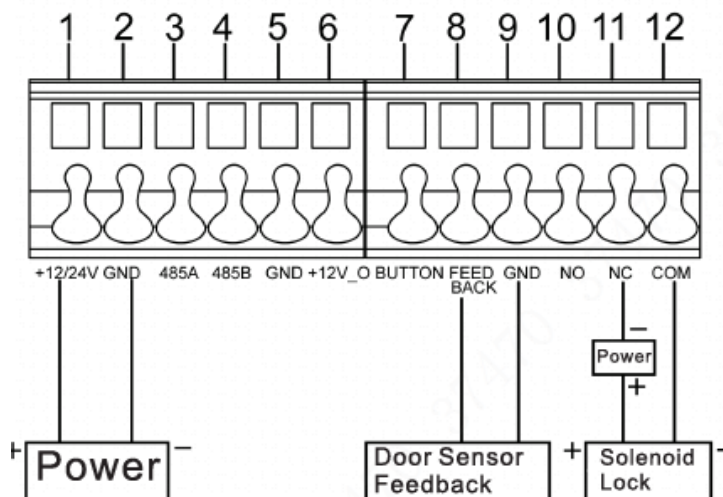 1 2 3 4 5 6 7 8 9 10 11 12
+12/24V GND 485A 485B GND +12V_O BUTTON FEED GND NO NC COM
BACK
−
Power
+
+ Power −
Door Sensor
Feedback
+ Solenoid −
Lock